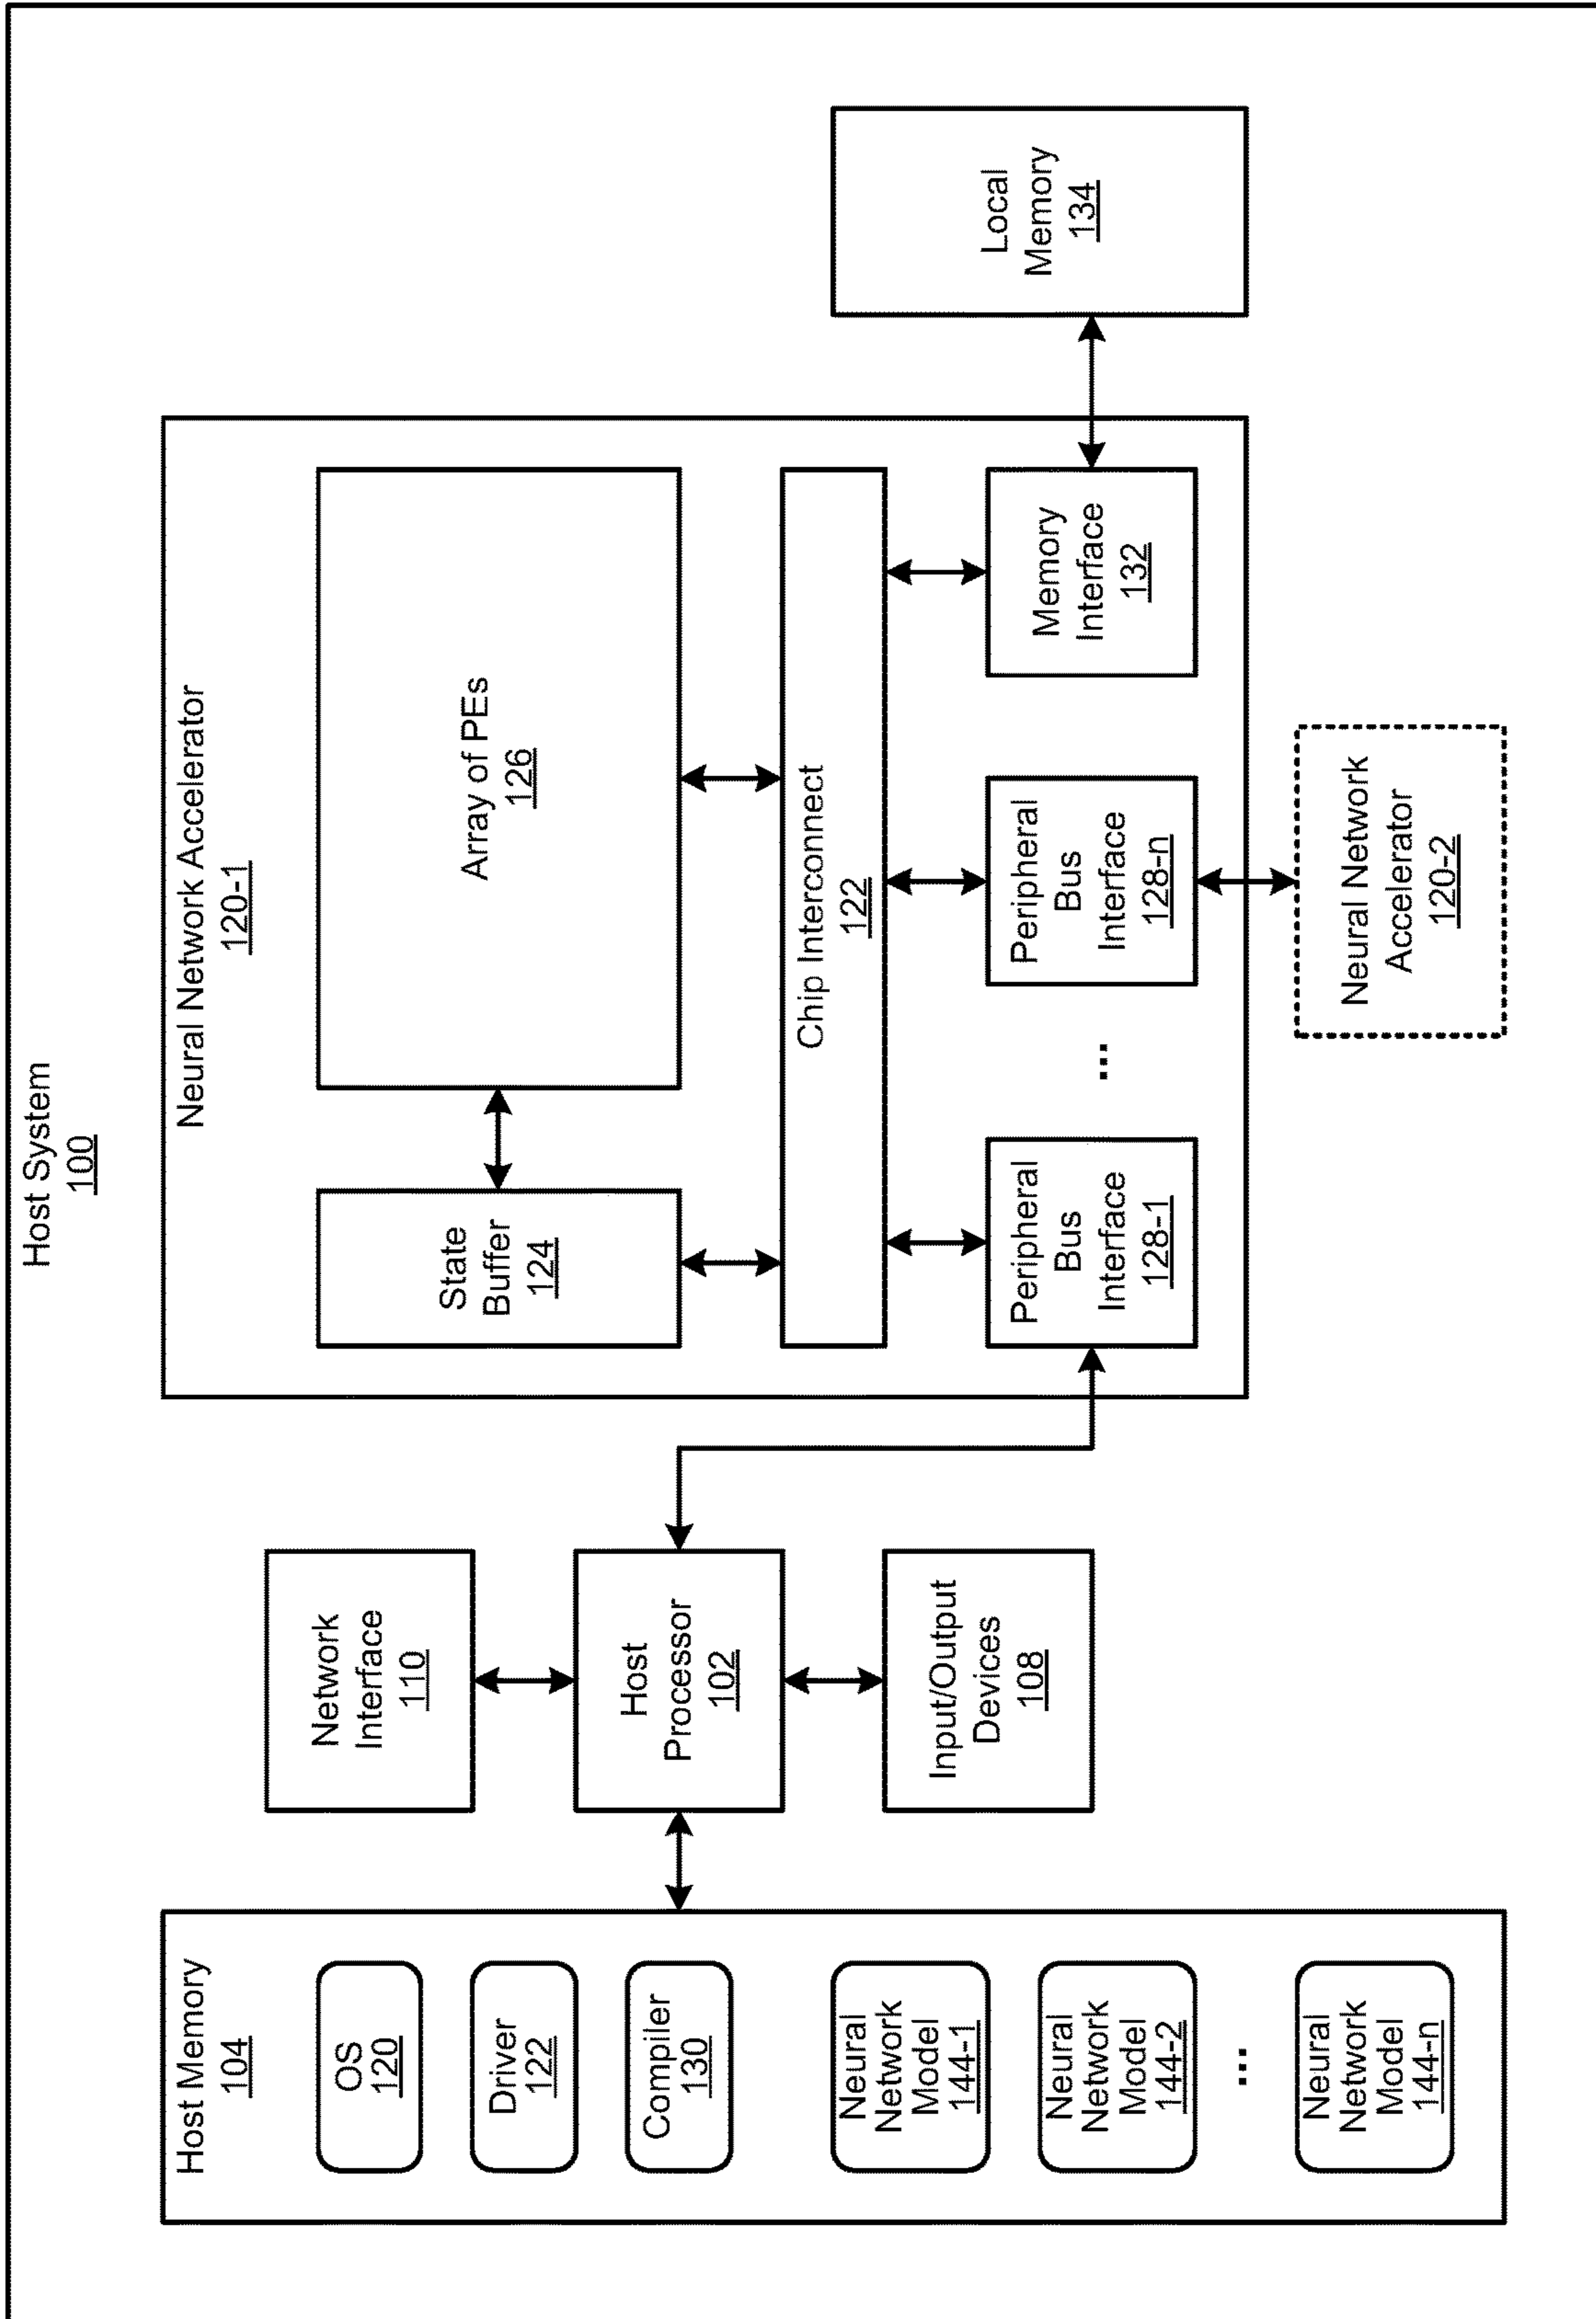 Host System
100
Host Memory
104
OS
120
Driver
122
Compiler
130
Neural
Network
Model
144-1
Neural
Network
Model
144-2
...
Neural
Network
Model
144-n
Network
Interface
110
Host
Processor
102
Input/Output
Devices
108
Neural Network Accelerator
120-1
State
Buffer
124
Array of PEs
126
Chip Interconnect
122
Peripheral
Bus
Interface
128-1
...
Peripheral
Bus
Interface
128-n
Memory
Interface
132
Local
Memory
134
Neural Network
Accelerator
120-2